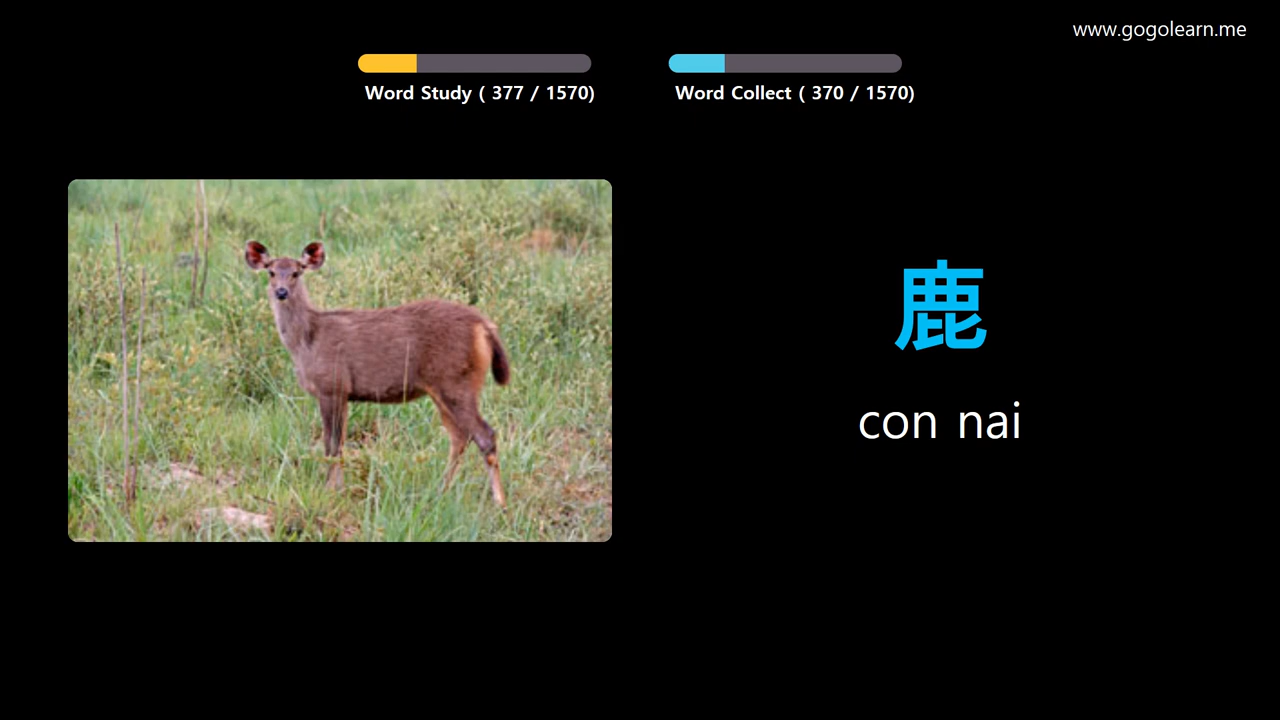 www.gogolearn.me
Word Study ( 377 / 1570)
Word Collect ( 370 / 1570)
鹿
con nai